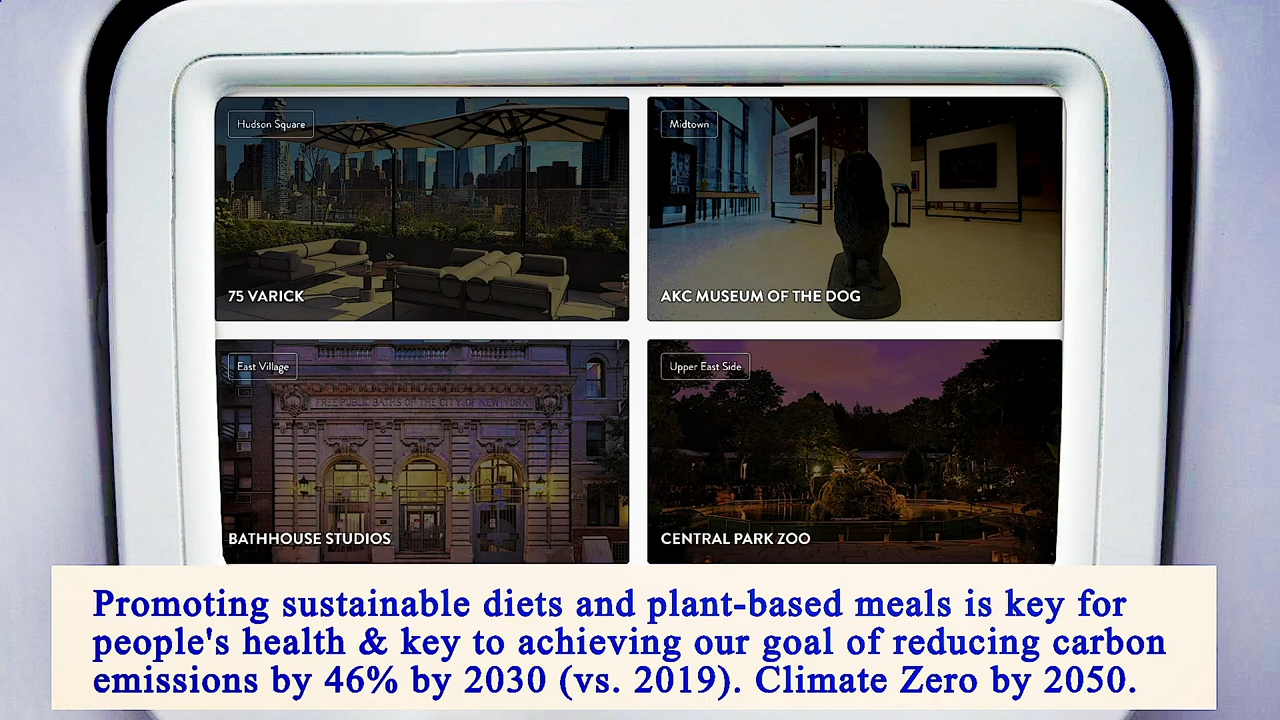 Hudson Square
75 VARICK
Midtown
AKC MUSEUM OF THE DOG
East Village
FREE PUBLIC BATHS OF THE CITY OF NEW YORK
BATHHOUSE STUDIOS
Upper East Side
CENTRAL PARK ZOO
Promoting sustainable diets and plant-based meals is key for
people's health & key to achieving our goal of reducing carbon
emissions by 46% by 2030 (vs. 2019). Climate Zero by 2050.